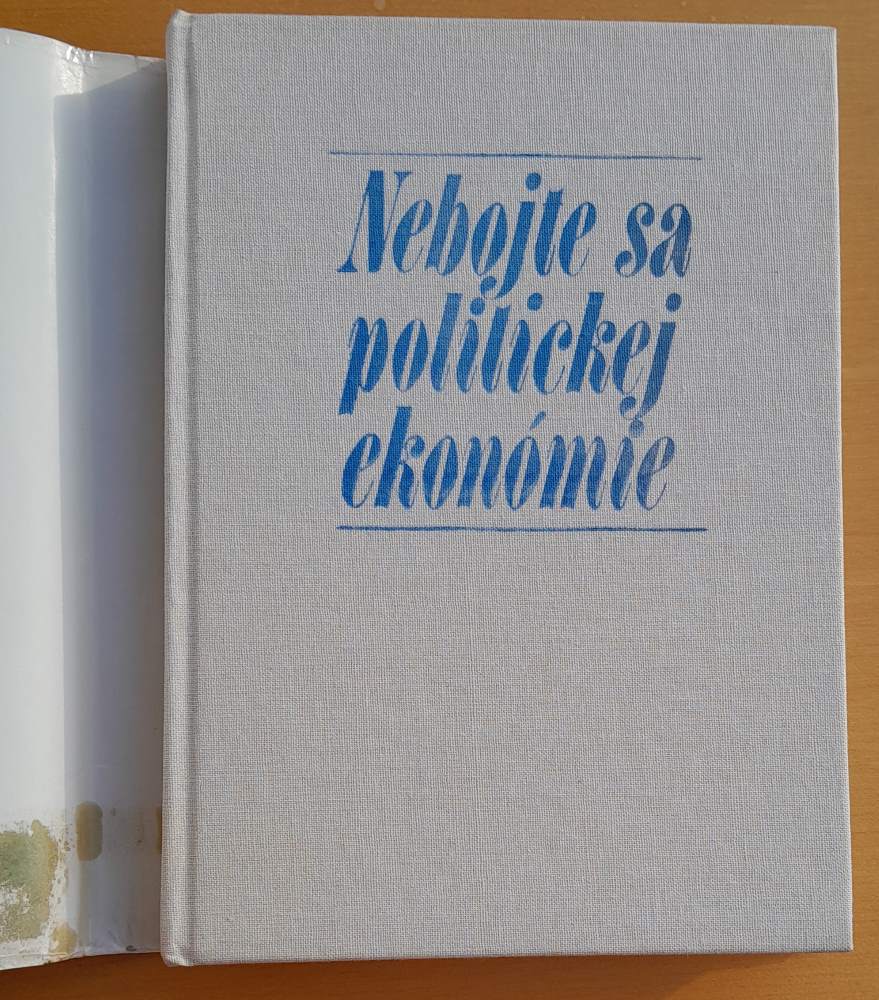 Nebojte sa
politickej
ekonómie